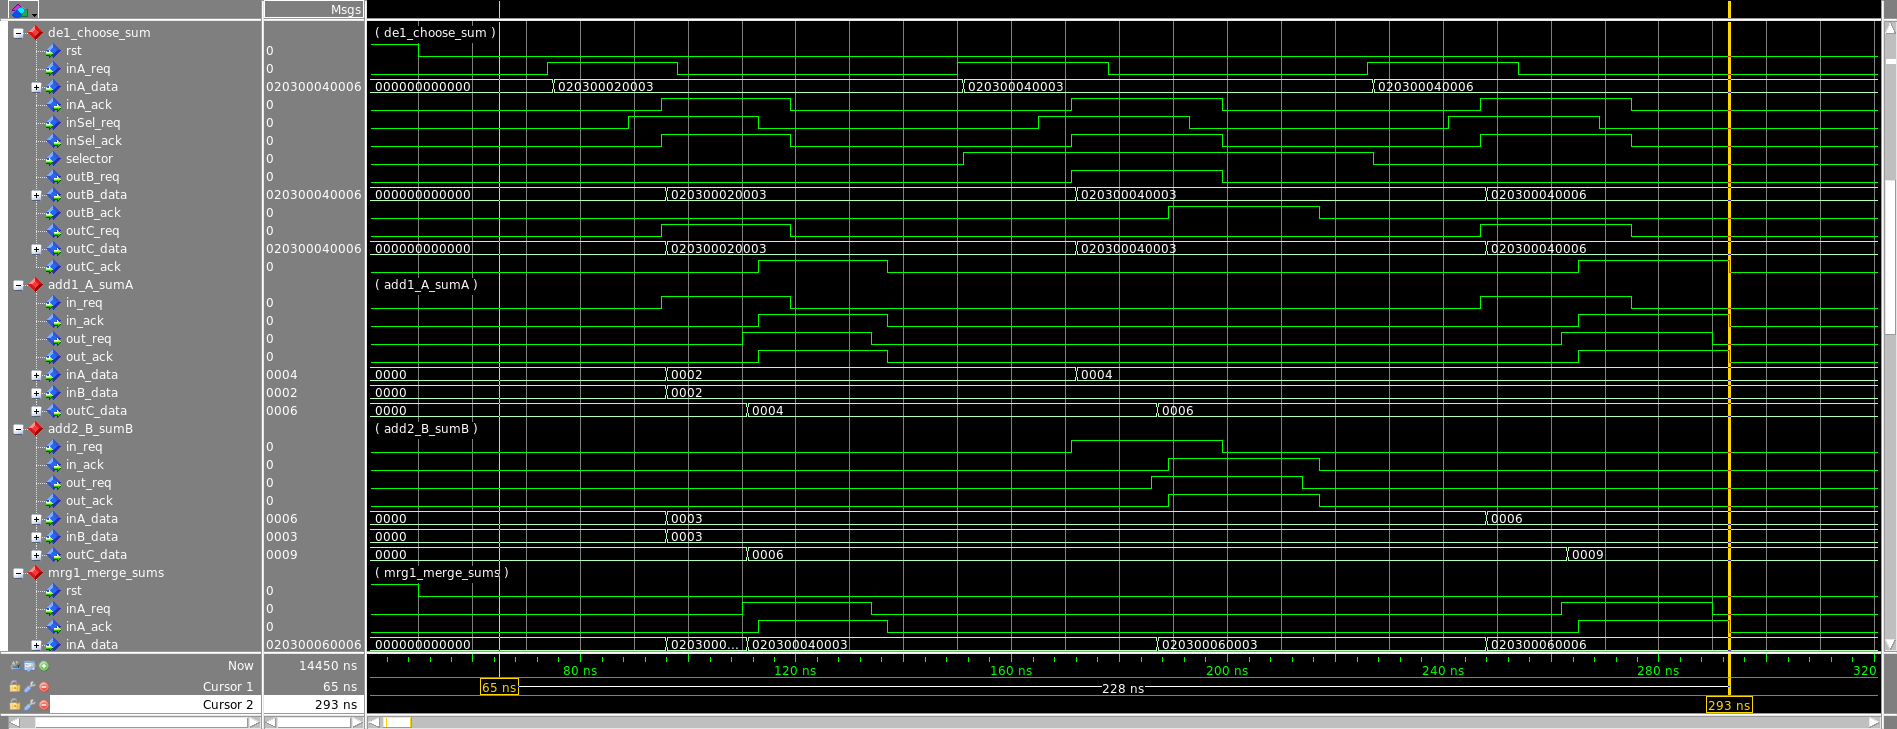 Msgs
de1_choose_sum ( de1_choose_sum )
rst 0
inA_req 0
inA_data 020300040006 000000000000 020300020003 020300040003 020300040006
inA_ack 0
inSel_req 0
inSel_ack 0
selector 0
outB_req 0
outB_data 020300040006 000000000000 020300020003 020300040003 020300040006
outB_ack 0
outC_req 0
outC_data 020300040006 000000000000 020300020003 020300040003 020300040006
outC_ack 0
add1_A_sumA ( add1_A_sumA )
in_req 0
in_ack 0
out_req 0
out_ack 0
inA_data 0004 0000 0002 0004
inB_data 0002 0000 0002
outC_data 0006 0000 0004 0006
add2_B_sumB ( add2_B_sumB )
in_req 0
in_ack 0
out_req 0
out_ack 0
inA_data 0006 0000 0003 0006
inB_data 0003 0000 0003
outC_data 0009 0000 0006 0009
mrg1_merge_sums ( mrg1_merge_sums )
rst 0
inA_req 0
inA_ack 0
inA_data 020300060006 000000000000 0203000... 020300040003 020300060003 020300060006
Now 14450 ns 80 ns 120 ns 160 ns 200 ns 240 ns 280 ns 320
Cursor 1 65 ns 65 ns 228 ns
Cursor 2 293 ns 293 ns